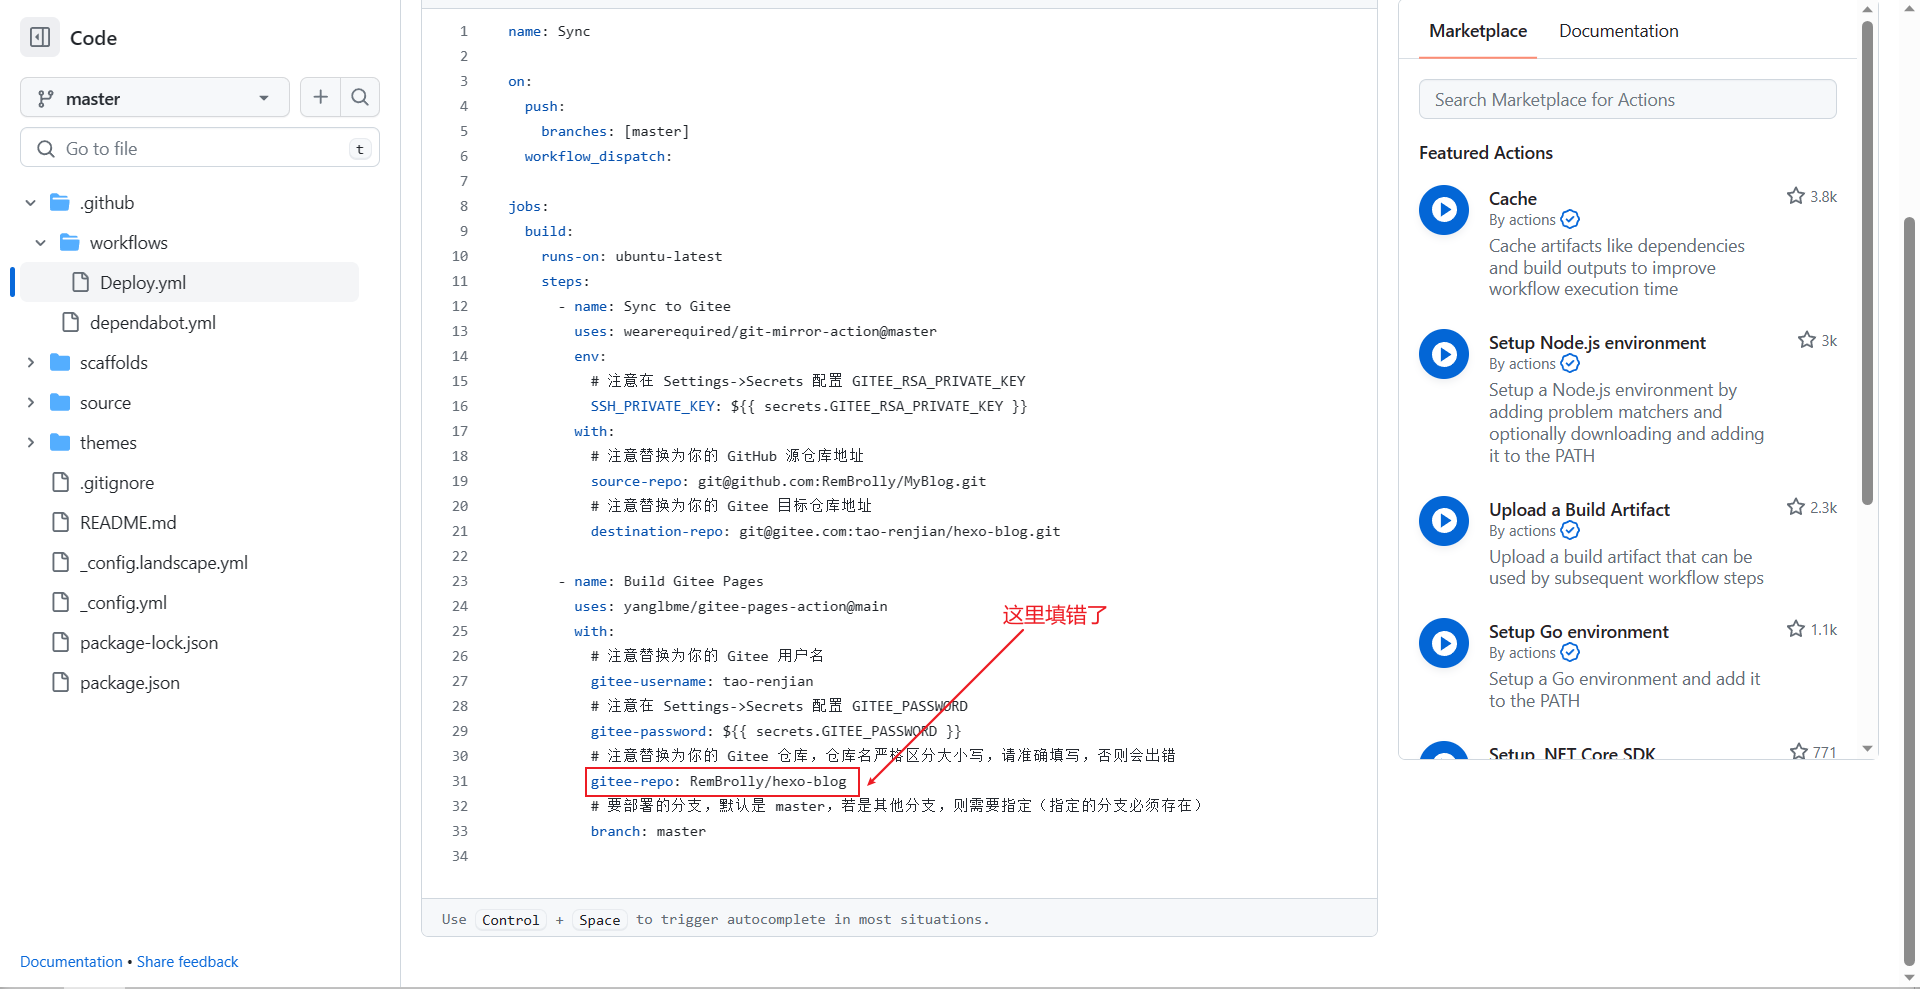 Code
master
Go to file
t
.github
workflows
Deploy.yml
dependabot.yml
scaffolds
source
themes
.gitignore
README.md
_config.landscape.yml
_config.yml
package-lock.json
package.json
Documentation • Share feedback
1 name: Sync
2
3 on:
4 push:
5 branches: [master]
6 workflow_dispatch:
7
8 jobs:
9 build:
10 runs-on: ubuntu-latest
11 steps:
12 - name: Sync to Gitee
13 uses: wearerequired/git-mirror-action@master
14 env:
15 # 注意在 Settings->Secrets 配置 GITEE_RSA_PRIVATE_KEY
16 SSH_PRIVATE_KEY: ${{ secrets.GITEE_RSA_PRIVATE_KEY }}
17 with:
18 # 注意替换为你的 GitHub 源仓库地址
19 source-repo: git@github.com:RemBrolly/MyBlog.git
20 # 注意替换为你的 Gitee 目标仓库地址
21 destination-repo: git@gitee.com:tao-renjian/hexo-blog.git
22
23 - name: Build Gitee Pages
24 uses: yanglbme/gitee-pages-action@main
25 with:
26 # 注意替换为你的 Gitee 用户名
27 gitee-username: tao-renjian
28 # 注意在 Settings->Secrets 配置 GITEE_PASSWORD
29 gitee-password: ${{ secrets.GITEE_PASSWORD }}
30 # 注意替换为你的 Gitee 仓库，仓库名严格区分大小写，请准确填写，否则会出错
31 gitee-repo: RemBrolly/hexo-blog
32 # 要部署的分支，默认是 master，若是其他分支，则需要指定（指定的分支必须存在）
33 branch: master
34
这里填错了
Use Control + Space to trigger autocomplete in most situations.
Marketplace Documentation
Search Marketplace for Actions
Featured Actions
Cache 3.8k
By actions
Cache artifacts like dependencies
and build outputs to improve
workflow execution time
Setup Node.js environment 3k
By actions
Setup a Node.js environment by
adding problem matchers and
optionally downloading and adding
it to the PATH
Upload a Build Artifact 2.3k
By actions
Upload a build artifact that can be
used by subsequent workflow steps
Setup Go environment 1.1k
By actions
Setup a Go environment and add it
to the PATH
Setup .NET Core SDK 771